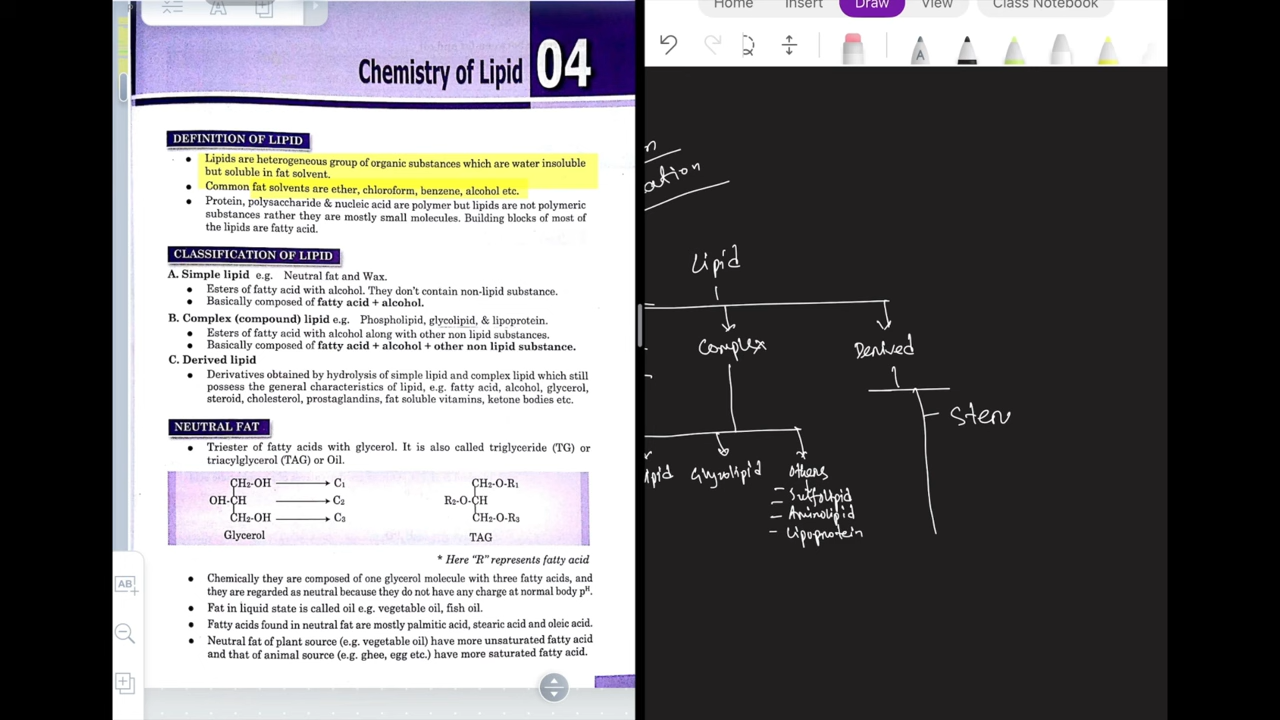 Chemistry of Lipid 04
DEFINITION OF LIPID
• Lipids are heterogeneous group of organic substances which are water insoluble
but soluble in fat solvent.
• Common fat solvents are ether, chloroform, benzene, alcohol etc.
• Protein, polysaccharide & nucleic acid are polymer but lipids are not polymeric
substances rather they are mostly small molecules. Building blocks of most of
the lipids are fatty acid.
CLASSIFICATION OF LIPID
A. Simple lipid e.g. Neutral fat and Wax.
• Esters of fatty acid with alcohol. They don't contain non-lipid substance.
• Basically composed of fatty acid + alcohol.
B. Complex (compound) lipid e.g. Phospholipid, glycolipid, & lipoprotein.
• Esters of fatty acid with alcohol along with other non lipid substances.
• Basically composed of fatty acid + alcohol + other non lipid substance.
C. Derived lipid
• Derivatives obtained by hydrolysis of simple lipid and complex lipid which still
possess the general characteristics of lipid, e.g. fatty acid, alcohol, glycerol,
steroid, cholesterol, prostaglandins, fat soluble vitamins, ketone bodies etc.
NEUTRAL FAT
• Triester of fatty acids with glycerol. It is also called triglyceride (TG) or
triacylglycerol (TAG) or Oil.
CH2-OH → C1
OH-CH → C2
CH2-OH → C3
Glycerol
CH2-O-R1
R2-O-CH
CH2-O-R3
TAG
* Here "R" represents fatty acid
• Chemically they are composed of one glycerol molecule with three fatty acids, and
they are regarded as neutral because they do not have any charge at normal body pH.
• Fat in liquid state is called oil e.g. vegetable oil, fish oil.
• Fatty acids found in neutral fat are mostly palmitic acid, stearic acid and oleic acid.
• Neutral fat of plant source (e.g. vegetable oil) have more unsaturated fatty acid
and that of animal source (e.g. ghee, egg etc.) have more saturated fatty acid.
AB
Home Insert Draw View Class Notebook
A
n
ation
Lipid
Complex Derived
Stero
lipid Glycolipid Others
- Sulfolipid
- Aminolipid
- Lipoprotein